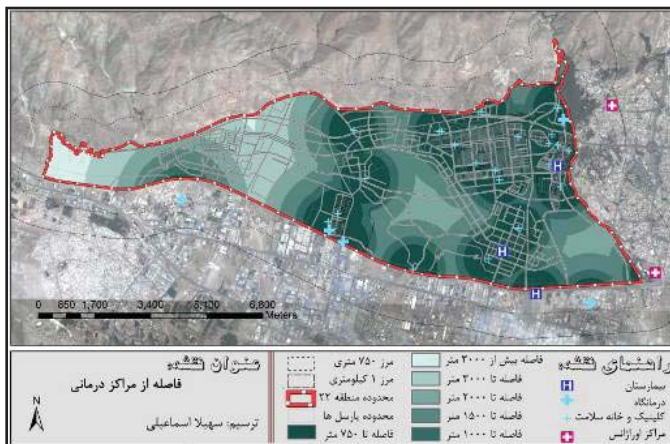 0 850 1,700 3,400 5,100 6,800
Meters
راهنمای نقشه:
بیمارستان
درمانگاه
کلینیک و خانه سلامت
مراکز اورژانس
فاصله بیش از ۳۰۰۰ متر
فاصله تا ۳۰۰۰ متر
فاصله تا ۲۰۰۰ متر
فاصله تا ۱۵۰۰ متر
فاصله تا ۱۰۰۰ متر
مرز ۷۵۰ متری
مرز ۱ کیلومتری
محدوده منطقه ۲۲
محدوده پارسل ها
فاصله تا ۷۵۰ متر
عنوان نقشه:
فاصله از مراکز درمانی
ترسیم: سهیلا اسماعیلی
N
H
H
H
H